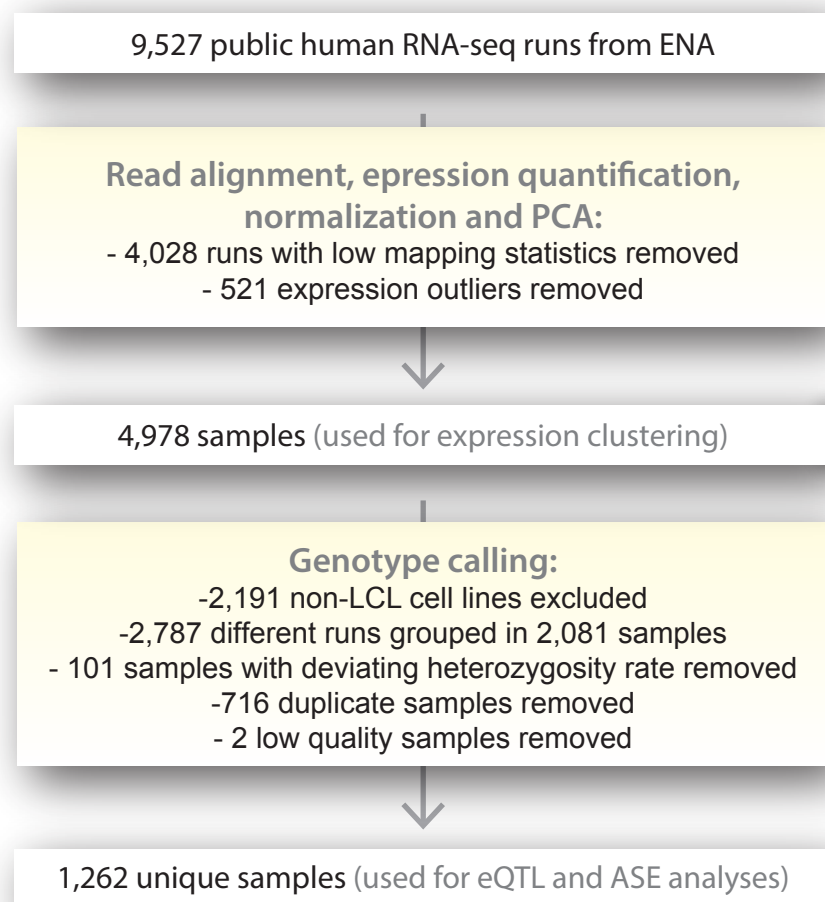 9,527 public human RNA-seq runs from ENA
Read alignment, epression quantification,
normalization and PCA:
- 4,028 runs with low mapping statistics removed
- 521 expression outliers removed
4,978 samples (used for expression clustering)
Genotype calling:
-2,191 non-LCL cell lines excluded
-2,787 different runs grouped in 2,081 samples
- 101 samples with deviating heterozygosity rate removed
-716 duplicate samples removed
- 2 low quality samples removed
1,262 unique samples (used for eQTL and ASE analyses)